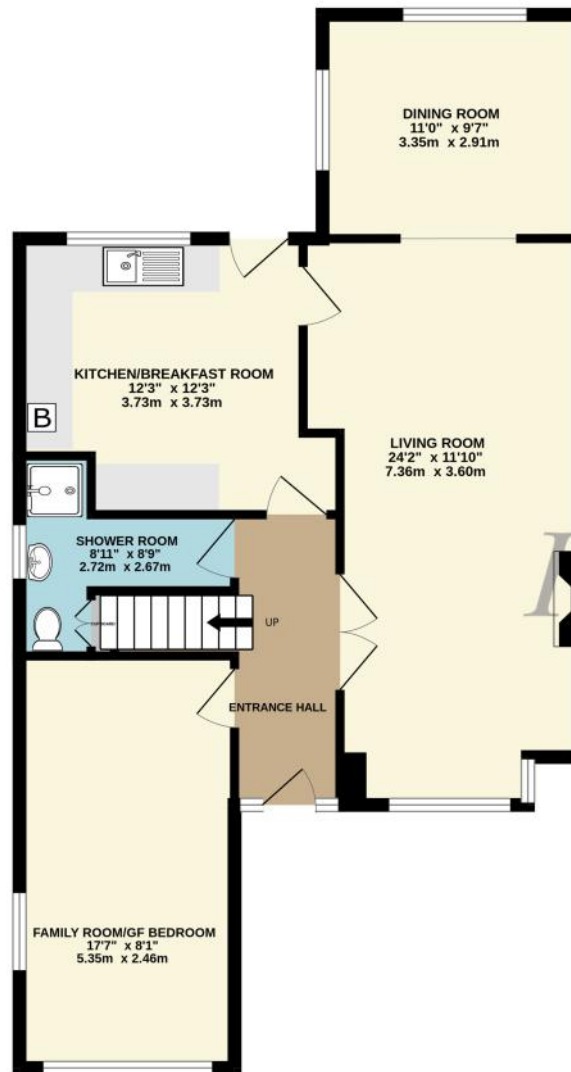 DINING ROOM
11'0" x 9'7"
3.35m x 2.91m
KITCHEN/BREAKFAST ROOM
12'3" x 12'3"
3.73m x 3.73m
B
LIVING ROOM
24'2" x 11'10"
7.36m x 3.60m
SHOWER ROOM
8'11" x 8'9"
2.72m x 2.67m
UP
ENTRANCE HALL
FAMILY ROOM/GF BEDROOM
17'7" x 8'1"
5.35m x 2.46m